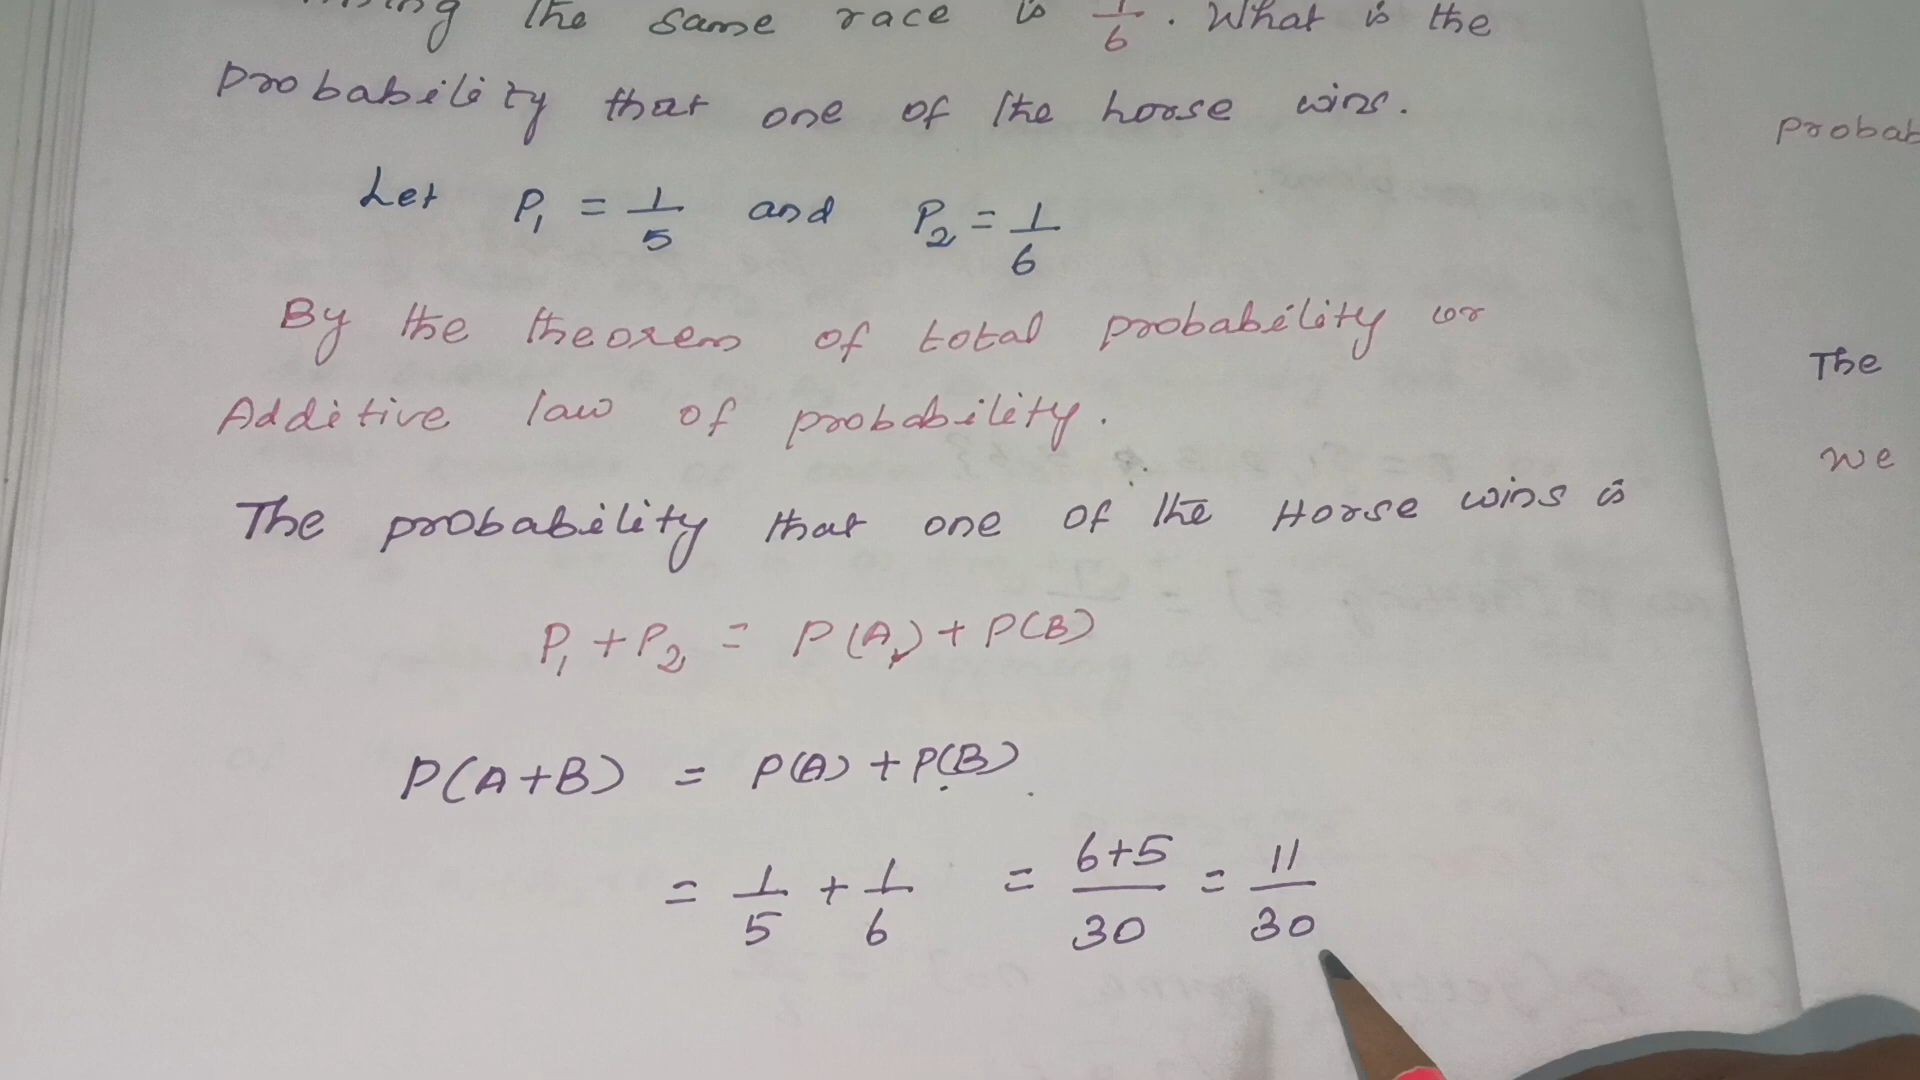 the same race is 1/6. What is the
probability that one of the horse wins.
Let P₁ = 1/5 and P₂ = 1/6
By the theorem of total probability or
Additive law of probability.
The probability that one of the Horse wins is
P₁ + P₂ = P(A) + P(B)
P(A+B) = P(A) + P(B)
= 1/5 + 1/6 = 6+5/30 = 11/30
probab
The
we